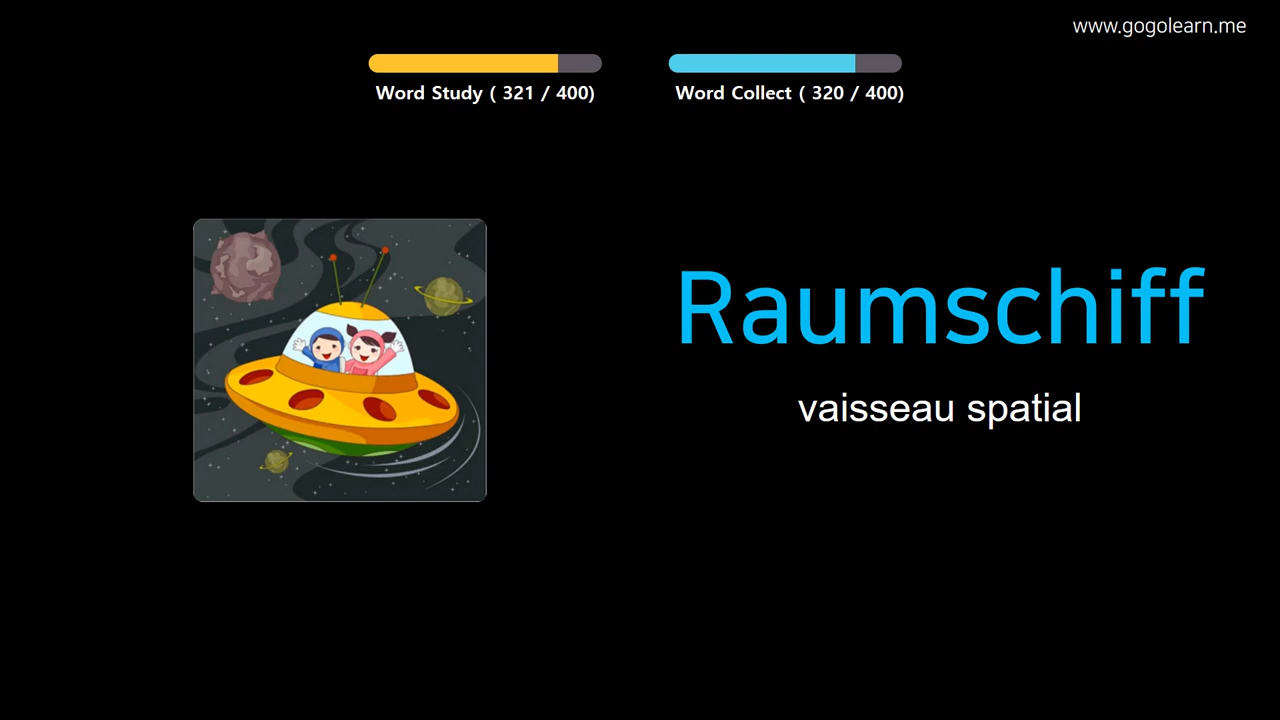 www.gogolearn.me
Word Study ( 321 / 400)
Word Collect ( 320 / 400)
Raumschiff
vaisseau spatial